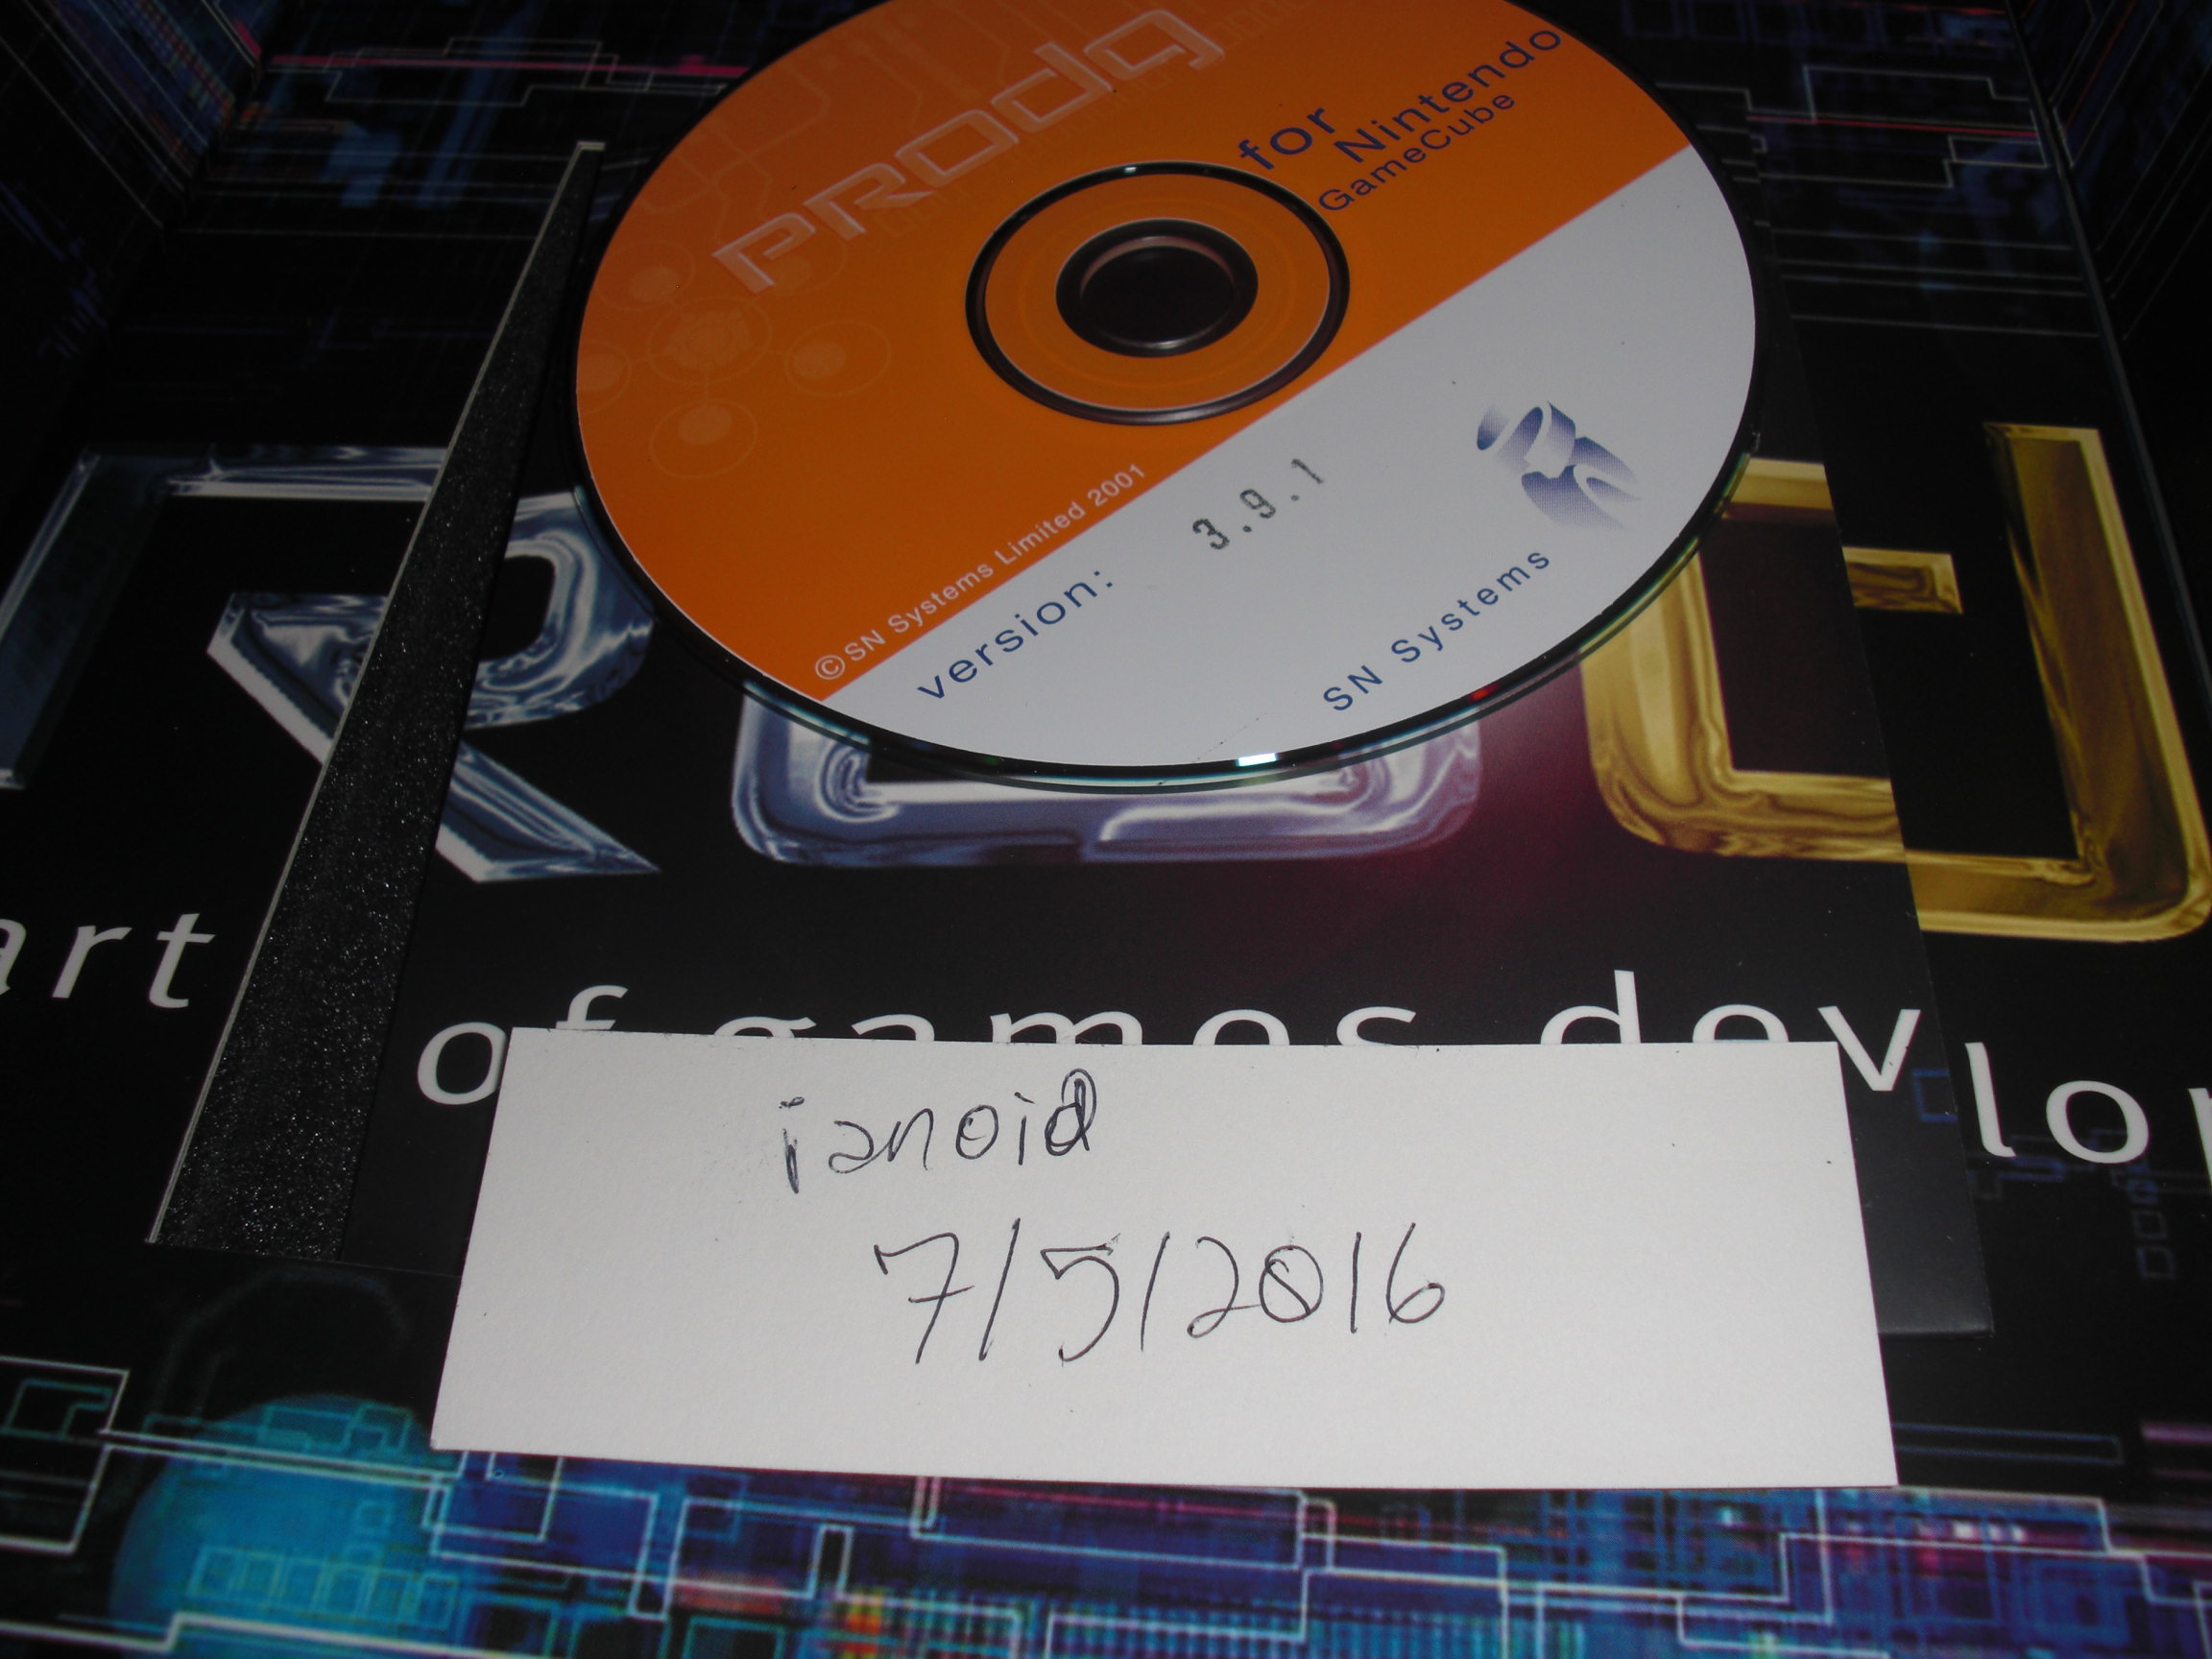 PRODG
for
Nintendo
GameCube
©SN Systems Limited 2001
version: 3.9.1
SN Systems
art
of games dev
lop
ianoid
7/5/2016